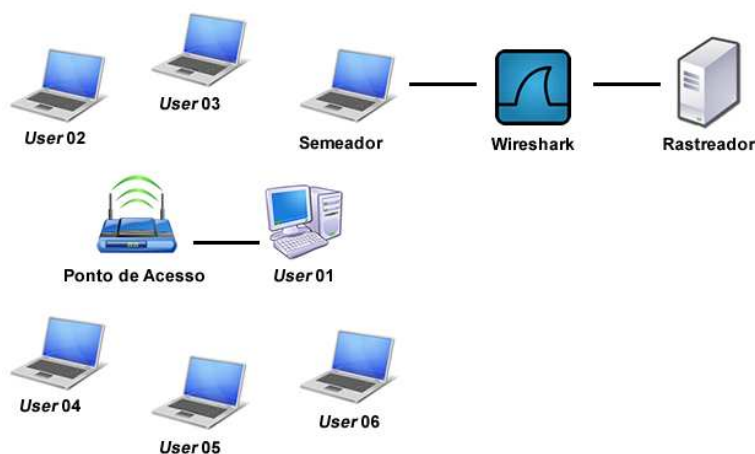 User 02
User 03
Semeador
Wireshark
Rastreador
Ponto de Acesso
User 01
User 04
User 05
User 06